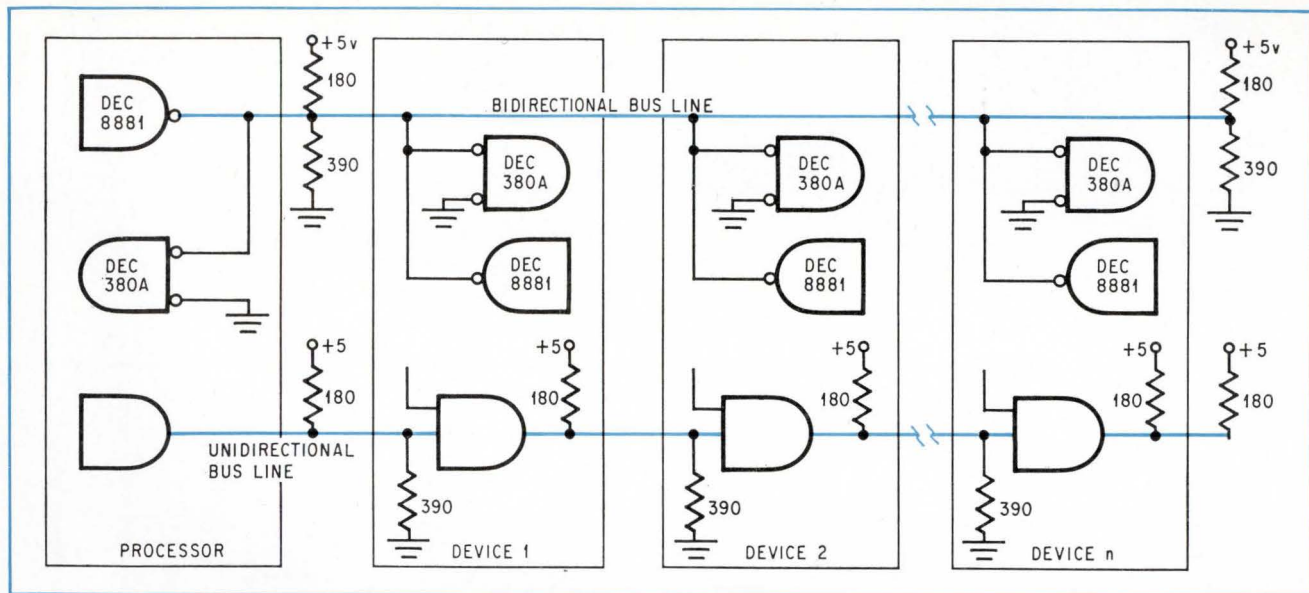 +5v
180
390
DEC
8881
DEC
380A
+5
180
UNIDIRECTIONAL
BUS LINE
PROCESSOR
BIDIRECTIONAL BUS LINE
DEC
380A
DEC
8881
+5
180
390
DEVICE 1
DEC
380A
DEC
8881
+5
180
390
DEVICE 2
DEC
380A
DEC
8881
+5
180
390
DEVICE n
+5v
180
390
+5
180